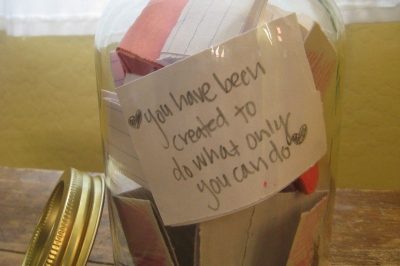 you have been
created to
do what only
you can do